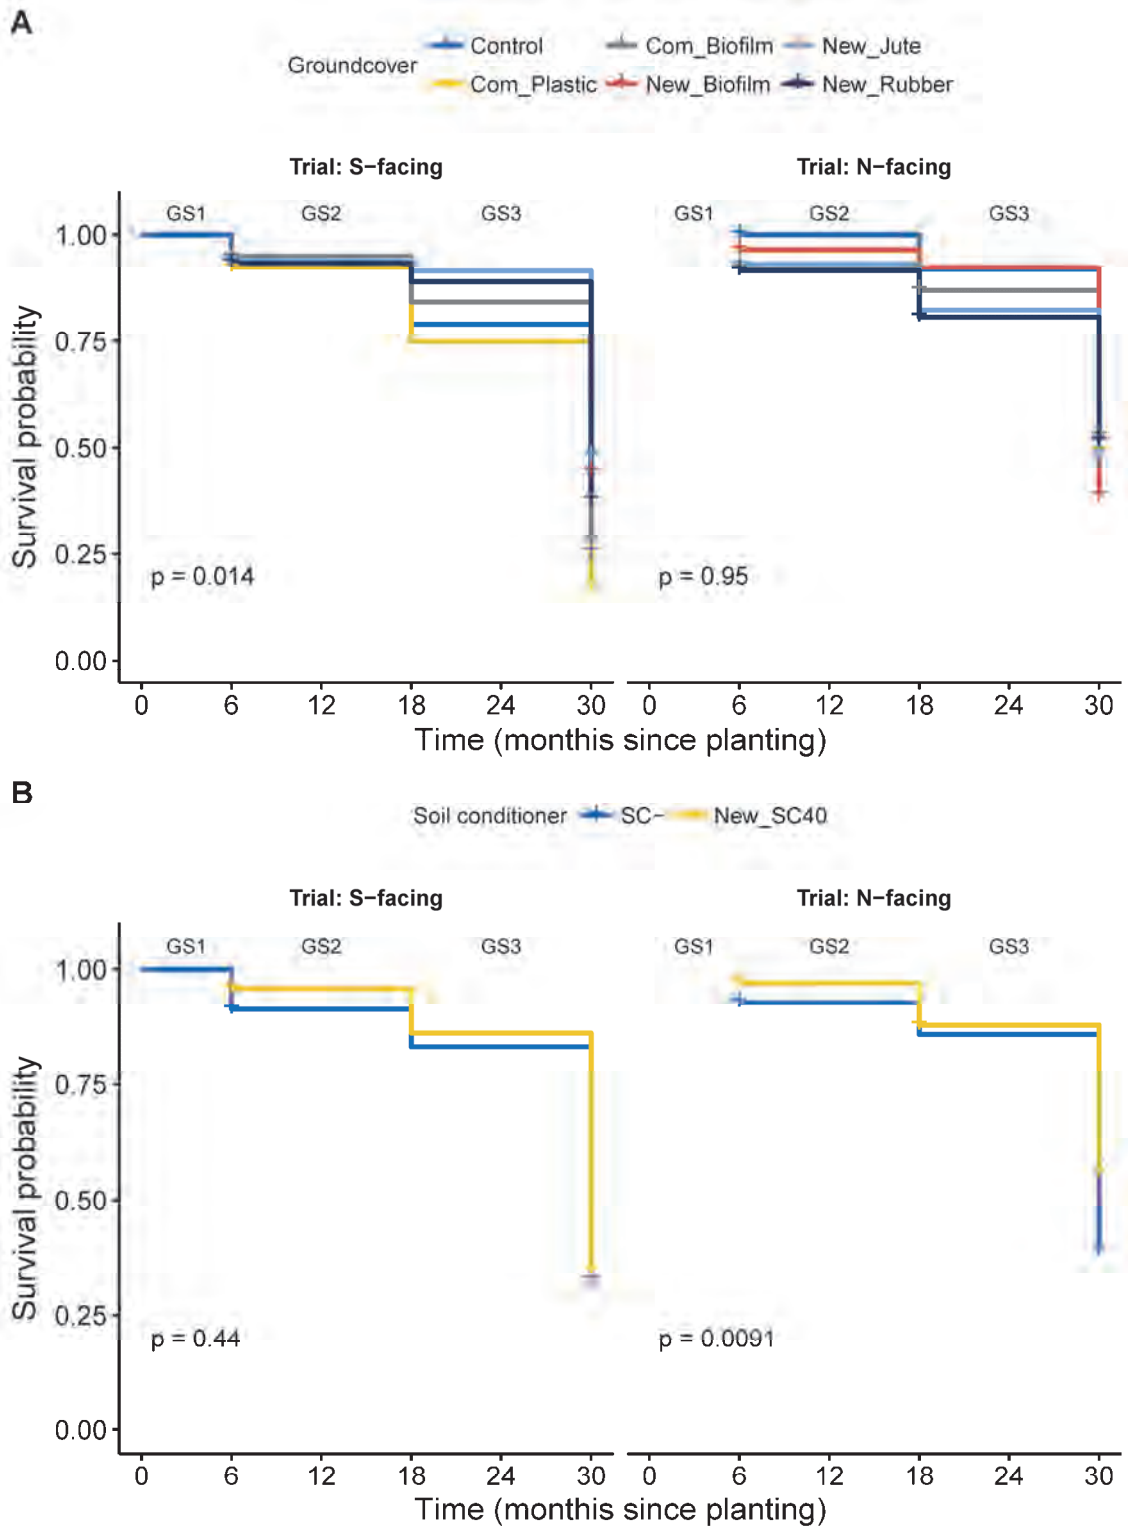 A
Groundcover
Control
Com_Biofilm
New_Jute
Com_Plastic
New_Biofilm
New_Rubber
Trial: S−facing
Trial: N−facing
GS1
GS2
GS3
GS1
GS2
GS3
Survival probability
1.00
0.75
0.50
0.25
0.00
p = 0.014
p = 0.95
0 6 12 18 24 30
0 6 12 18 24 30
Time (monthis since planting)
B
Soil conditioner
SC−
New_SC40
Trial: S−facing
Trial: N−facing
GS1
GS2
GS3
GS1
GS2
GS3
Survival probability
1.00
0.75
0.50
0.25
0.00
p = 0.44
p = 0.0091
0 6 12 18 24 30
0 6 12 18 24 30
Time (monthis since planting)